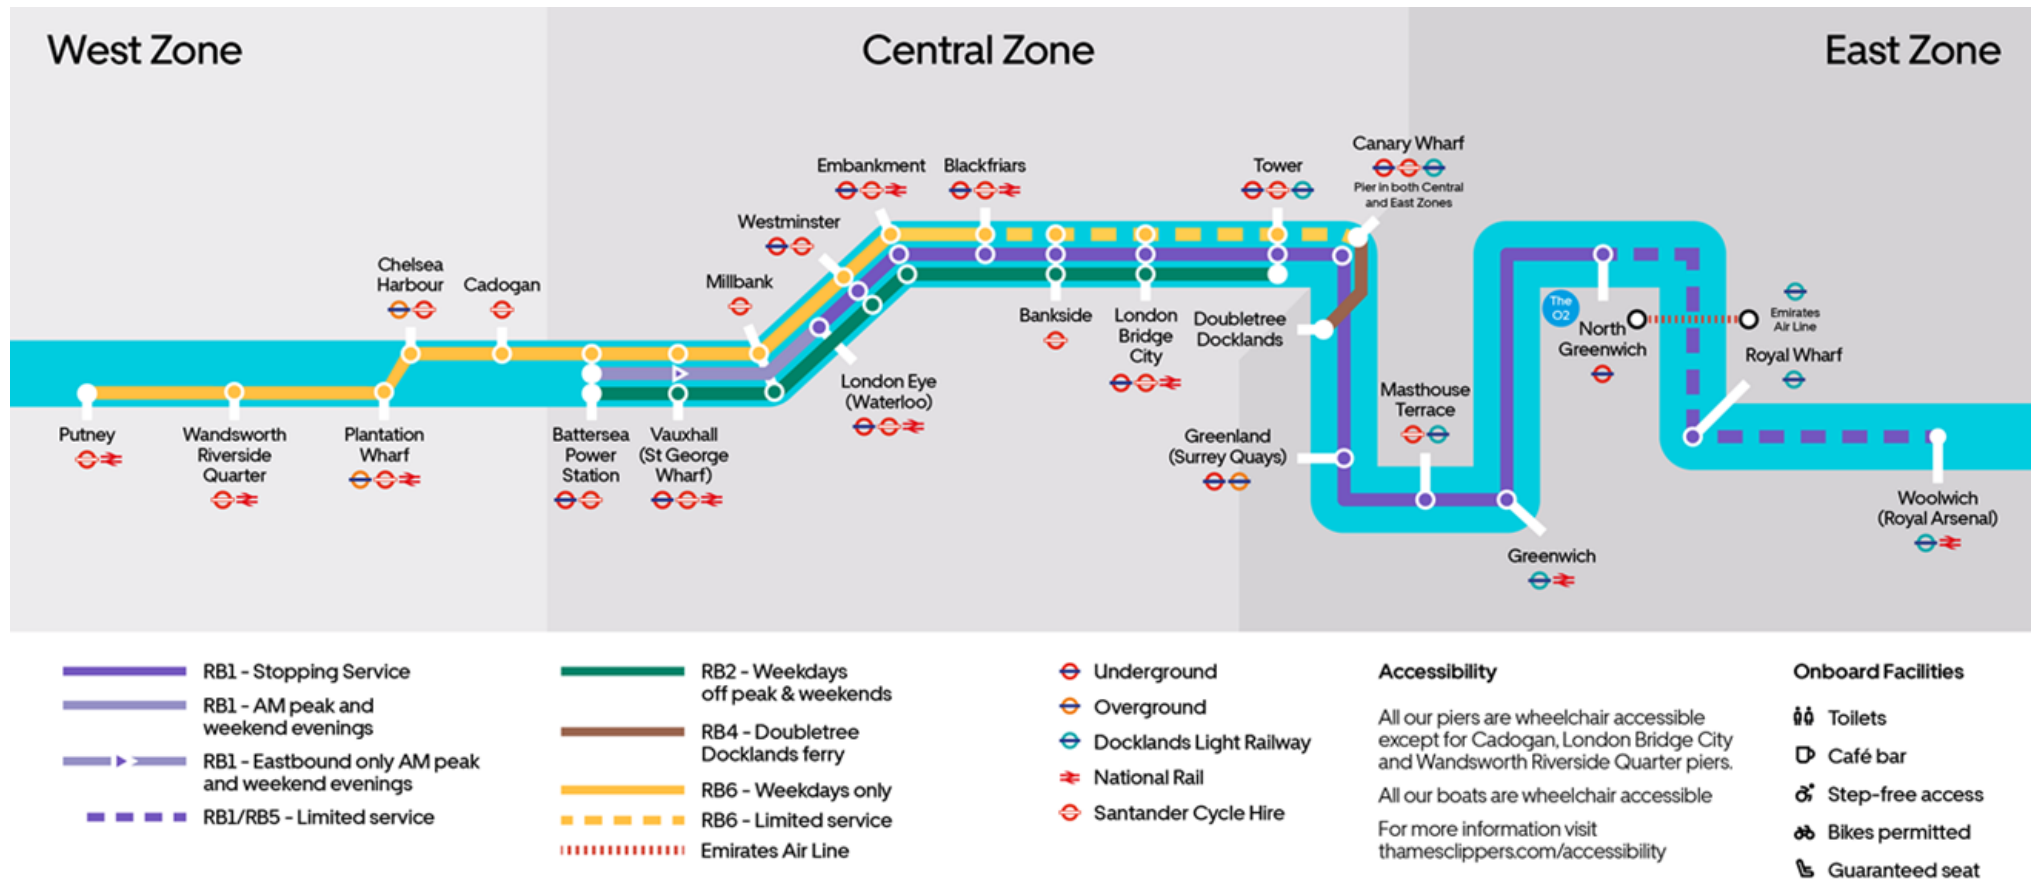 West Zone
Central Zone
East Zone
Canary Wharf
Pier in both Central
and East Zones
Embankment
Blackfriars
Tower
Westminster
Chelsea
Harbour
Cadogan
Millbank
Emirates
Air Line
The
O2
Bankside
London
Bridge
City
Doubletree
Docklands
North
Greenwich
Royal Wharf
London Eye
(Waterloo)
Masthouse
Terrace
Putney
Wandsworth
Riverside
Quarter
Plantation
Wharf
Battersea
Power
Station
Vauxhall
(St George
Wharf)
Greenland
(Surrey Quays)
Woolwich
(Royal Arsenal)
Greenwich
RB1 - Stopping Service
RB1 - AM peak and
weekend evenings
RB1 - Eastbound only AM peak
and weekend evenings
RB1/RB5 - Limited service
RB2 - Weekdays
off peak & weekends
RB4 - Doubletree
Docklands ferry
RB6 - Weekdays only
RB6 - Limited service
Emirates Air Line
Underground
Overground
Docklands Light Railway
National Rail
Santander Cycle Hire
Accessibility
All our piers are wheelchair accessible
except for Cadogan, London Bridge City
and Wandsworth Riverside Quarter piers.
All our boats are wheelchair accessible
For more information visit
thamesclippers.com/accessibility
Onboard Facilities
Toilets
Café bar
Step-free access
Bikes permitted
Guaranteed seat